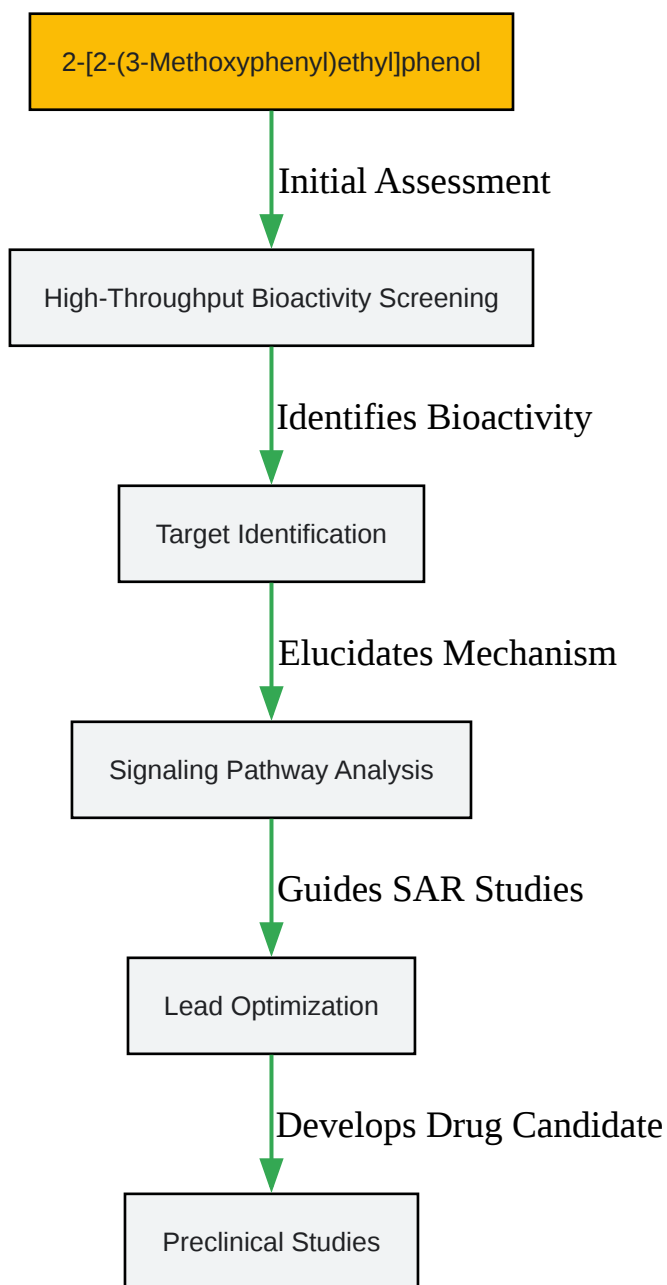 2-[2-(3-Methoxyphenyl)ethyl]phenol
Initial Assessment
High-Throughput Bioactivity Screening
Identifies Bioactivity
Target Identification
Elucidates Mechanism
Signaling Pathway Analysis
Guides SAR Studies
Lead Optimization
Develops Drug Candidate
Preclinical Studies